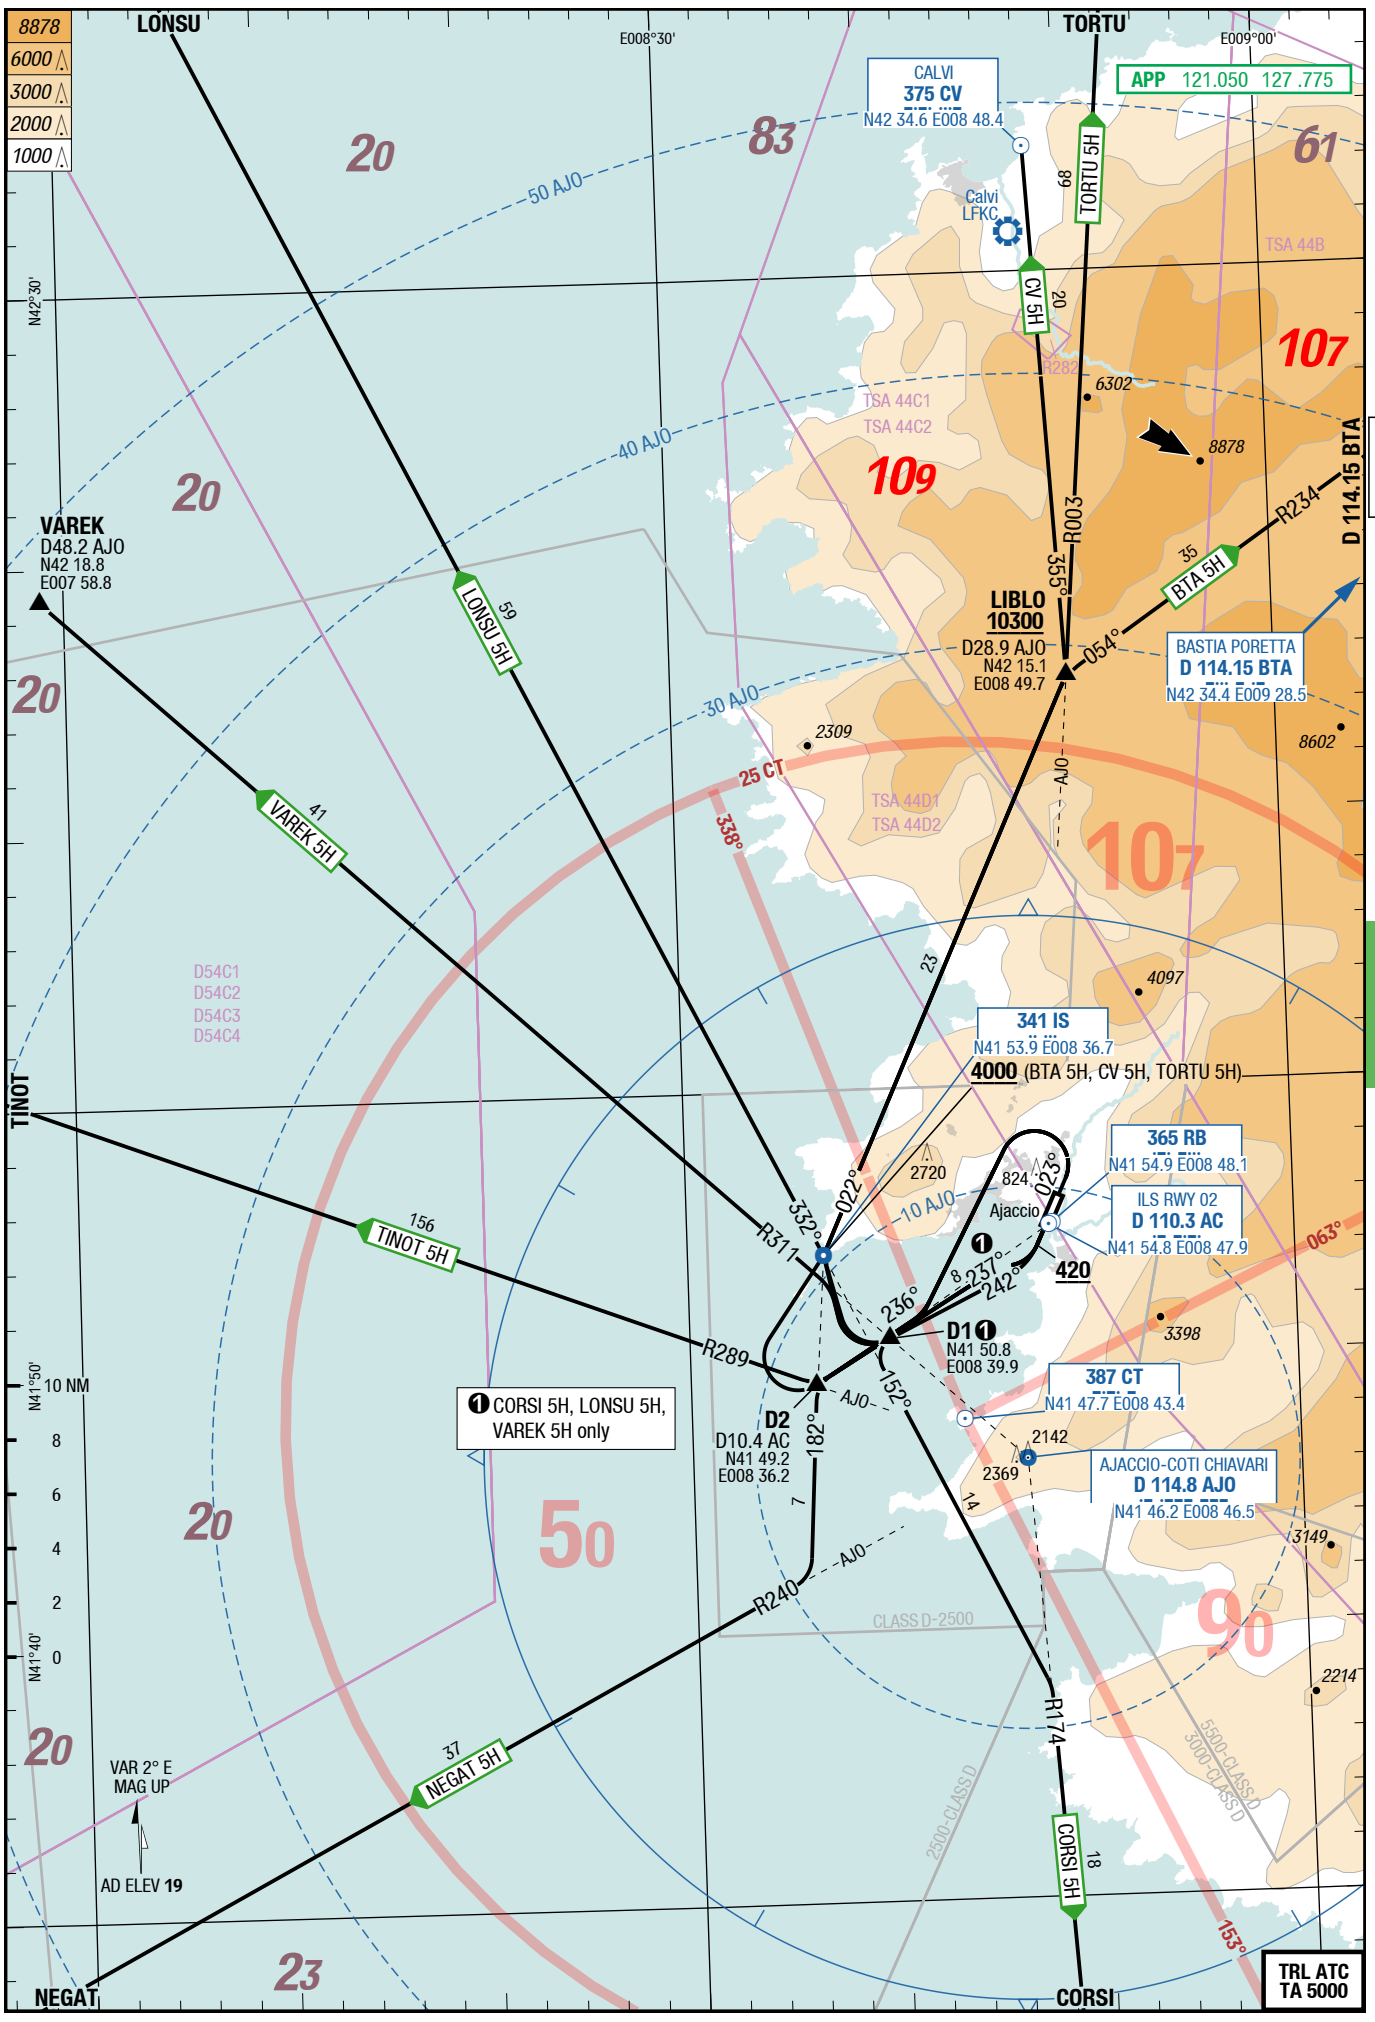 8878
6000
3000
2000
1000
LONSU
E008°30'
TORTU
E009°00'
CALVI
375 CV
N42 34.6 E008 48.4
APP 121.050 127 .775
20
83
61
50 AJO
TORTU 5H
68
Calvi
LFKC
TSA 44B
N42°30'
CV 5H
20
R282
107
6302
TSA 44C1
TSA 44C2
40 AJO
109
8878
D 114.15 BTA
20
R003
R234
VAREK
D48.2 AJO
N42 18.8
E007 58.8
355°
35
BTA 5H
LONSU 5H
59
LIBLO
10300
D28.9 AJO
N42 15.1
E008 49.7
054°
BASTIA PORETTA
D 114.15 BTA
N42 34.4 E009 28.5
20
30 AJO
2309
8602
25 CT
AJO
338°
TSA 44D1
TSA 44D2
41
VAREK 5H
107
23
4097
D54C1
D54C2
D54C3
D54C4
341 IS
N41 53.9 E008 36.7
4000 (BTA 5H, CV 5H, TORTU 5H)
TINOT
365 RB
N41 54.9 E008 48.1
2720
824
023°
022°
332°
10 AJO
Ajaccio
ILS RWY 02
D 110.3 AC
N41 54.8 E008 47.9
156
TINOT 5H
R311
1
8
237°
242°
420
063°
236°
D1 1
N41 50.8
E008 39.9
3398
R289
152°
387 CT
N41 47.7 E008 43.4
N41°50'
10 NM
1 CORSI 5H, LONSU 5H,
VAREK 5H only
AJO
D2
D10.4 AC
N41 49.2
E008 36.2
182°
2142
2369
AJACCIO-COTI CHIAVARI
D 114.8 AJO
N41 46.2 E008 46.5
8
6
4
2
0
7
14
20
50
3149
AJO
R240
CLASS D-2500
90
N41°40'
2214
R174
20
VAR 2° E
MAG UP
37
NEGAT 5H
5500-CLASS D
3000-CLASS D
2500-CLASS D
AD ELEV 19
CORSI 5H
18
153°
23
NEGAT
CORSI
TRL ATC
TA 5000